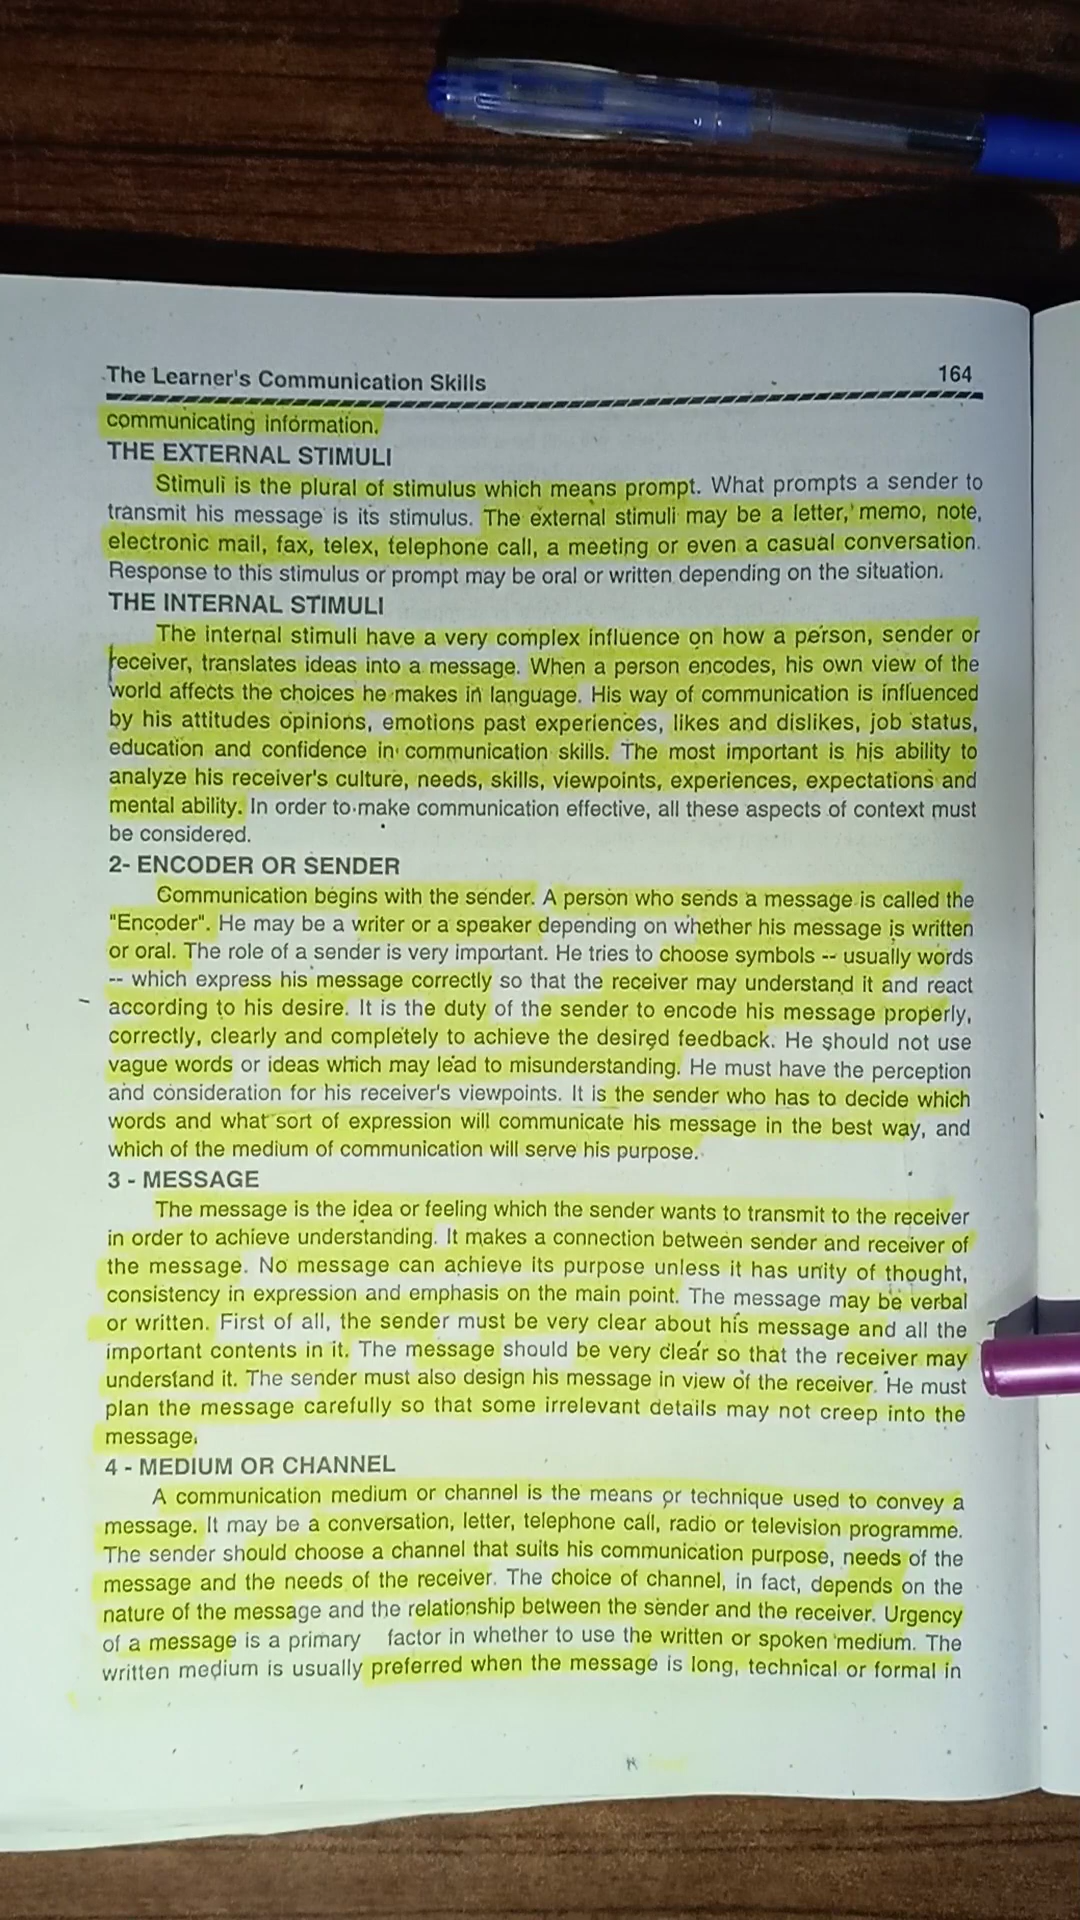 The Learner's Communication Skills 164
communicating information.
THE EXTERNAL STIMULI
Stimuli is the plural of stimulus which means prompt. What prompts a sender to
transmit his message is its stimulus. The external stimuli may be a letter, memo, note,
electronic mail, fax, telex, telephone call, a meeting or even a casual conversation.
Response to this stimulus or prompt may be oral or written depending on the situation.
THE INTERNAL STIMULI
The internal stimuli have a very complex influence on how a person, sender or
receiver, translates ideas into a message. When a person encodes, his own view of the
world affects the choices he makes in language. His way of communication is influenced
by his attitudes opinions, emotions past experiences, likes and dislikes, job status,
education and confidence in communication skills. The most important is his ability to
analyze his receiver's culture, needs, skills, viewpoints, experiences, expectations and
mental ability. In order to make communication effective, all these aspects of context must
be considered.
2- ENCODER OR SENDER
Communication begins with the sender. A person who sends a message is called the
"Encoder". He may be a writer or a speaker depending on whether his message is written
or oral. The role of a sender is very important. He tries to choose symbols -- usually words
-- which express his message correctly so that the receiver may understand it and react
according to his desire. It is the duty of the sender to encode his message properly,
correctly, clearly and completely to achieve the desired feedback. He should not use
vague words or ideas which may lead to misunderstanding. He must have the perception
and consideration for his receiver's viewpoints. It is the sender who has to decide which
words and what sort of expression will communicate his message in the best way, and
which of the medium of communication will serve his purpose.
3 - MESSAGE
The message is the idea or feeling which the sender wants to transmit to the receiver
in order to achieve understanding. It makes a connection between sender and receiver of
the message. No message can achieve its purpose unless it has unity of thought,
consistency in expression and emphasis on the main point. The message may be verbal
or written. First of all, the sender must be very clear about his message and all the
important contents in it. The message should be very clear so that the receiver may
understand it. The sender must also design his message in view of the receiver. He must
plan the message carefully so that some irrelevant details may not creep into the
message.
4 - MEDIUM OR CHANNEL
A communication medium or channel is the means or technique used to convey a
message. It may be a conversation, letter, telephone call, radio or television programme.
The sender should choose a channel that suits his communication purpose, needs of the
message and the needs of the receiver. The choice of channel, in fact, depends on the
nature of the message and the relationship between the sender and the receiver. Urgency
of a message is a primary factor in whether to use the written or spoken medium. The
written medium is usually preferred when the message is long, technical or formal in